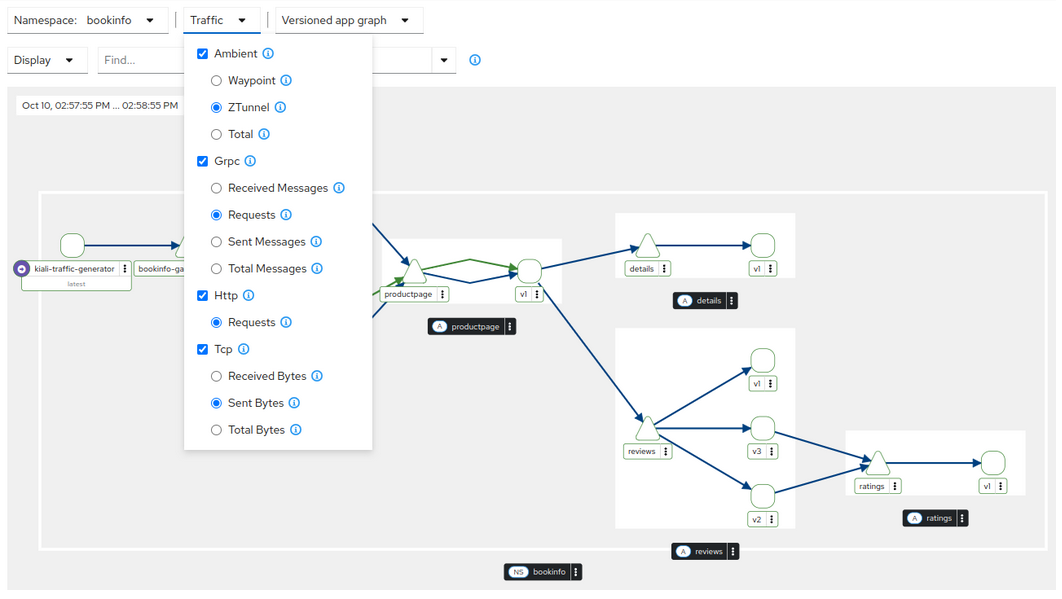 Namespace: bookinfo
Traffic
Versioned app graph
Display
Find...
Oct 10, 02:57:55 PM ... 02:58:55 PM
Ambient
Waypoint
ZTunnel
Total
Grpc
Received Messages
Requests
Sent Messages
Total Messages
Http
Requests
Tcp
Received Bytes
Sent Bytes
Total Bytes
kiali-traffic-generator
latest
bookinfo-ga
productpage
v1
A productpage
details
v1
A details
reviews
v1
v3
v2
A reviews
ratings
v1
A ratings
NS bookinfo